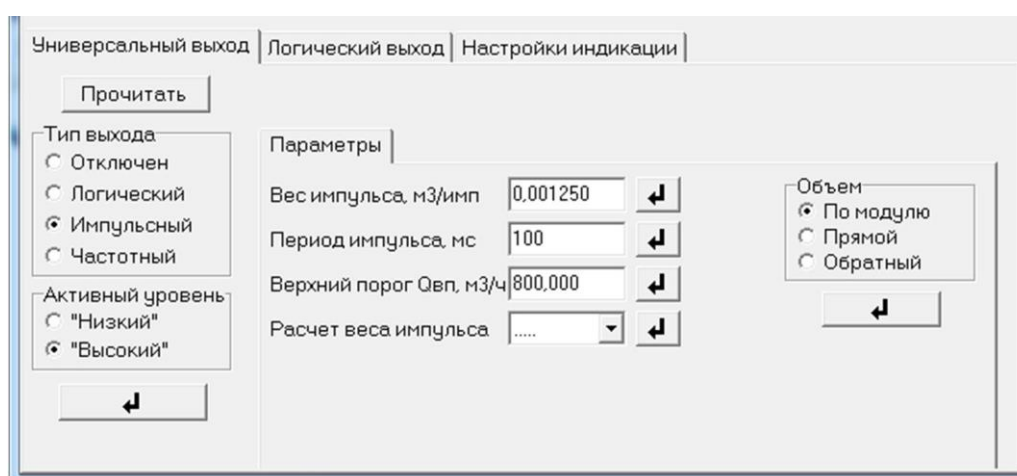 Универсальный выход
Логический выход
Настройки индикации
Прочитать
Тип выхода
Отключен
Логический
Импульсный
Частотный
Активный уровень
"Низкий"
"Высокий"
Параметры
Вес импульса, м3/имп 0,001250
Период импульса, мс 100
Верхний порог Qвп, м3/ч 800,000
Расчет веса импульса .....
Объем
По модулю
Прямой
Обратный